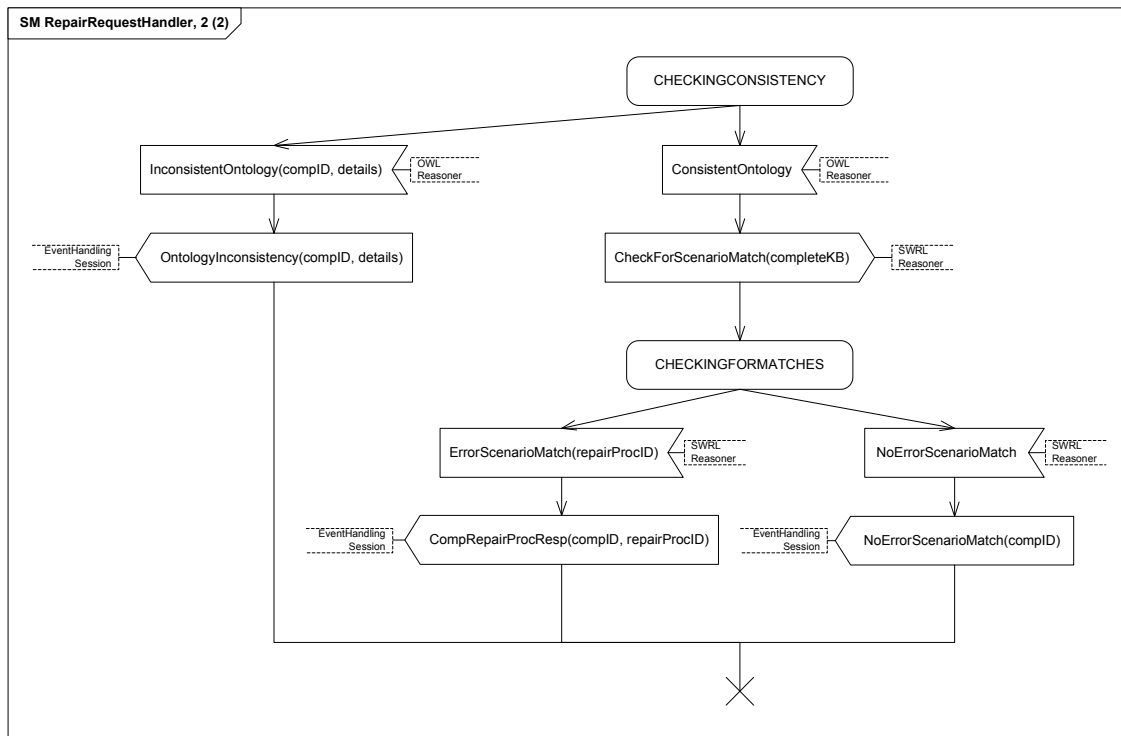 SM RepairRequestHandler, 2 (2)
CHECKINGCONSISTENCY
InconsistentOntology(compID, details)
OWL
Reasoner
ConsistentOntology
OWL
Reasoner
EventHandling
Session
OntologyInconsistency(compID, details)
CheckForScenarioMatch(completeKB)
SWRL
Reasoner
CHECKINGFORMATCHES
ErrorScenarioMatch(repairProcID)
SWRL
Reasoner
NoErrorScenarioMatch
SWRL
Reasoner
EventHandling
Session
CompRepairProcResp(compID, repairProcID)
EventHandling
Session
NoErrorScenarioMatch(compID)